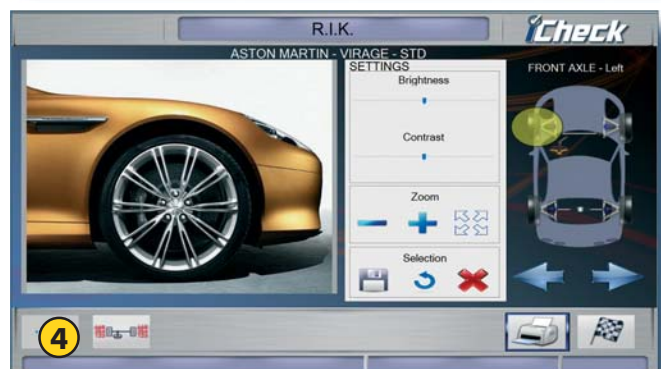 R.I.K.
iCheck
ASTON MARTIN - VIRAGE - STD
SETTINGS
Brightness
Contrast
Zoom
Selection
FRONT AXLE - Left
4